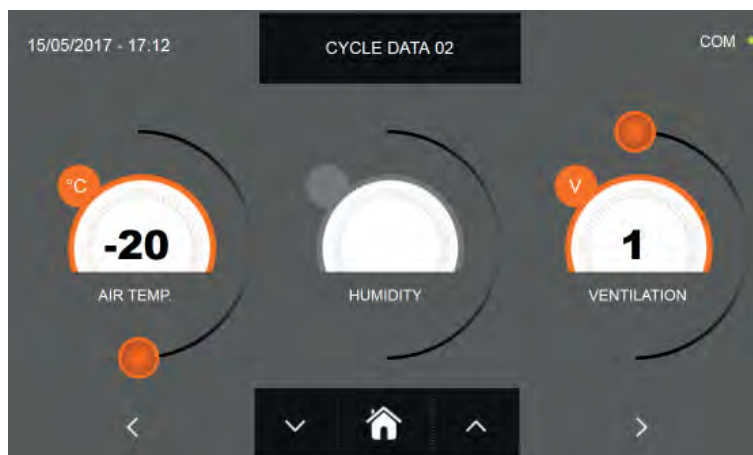 15/05/2017 - 17:12
CYCLE DATA 02
COM
°C
-20
AIR TEMP.
HUMIDITY
V
1
VENTILATION